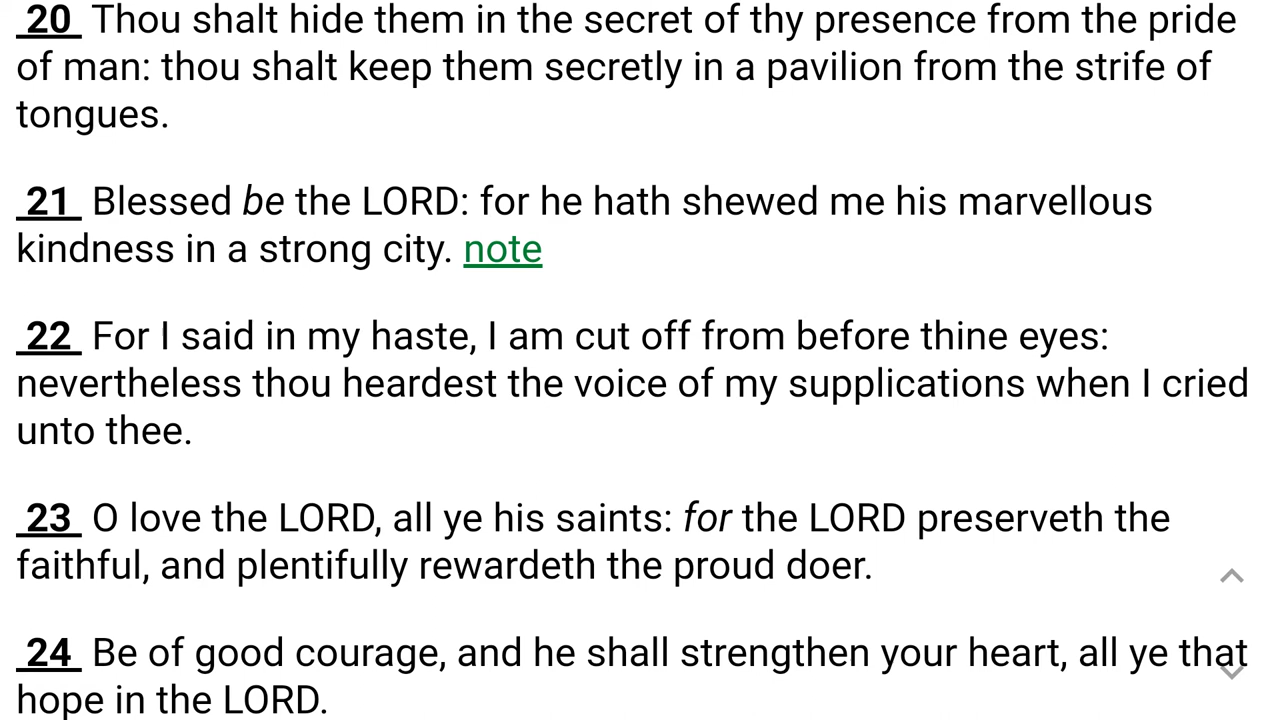 20 Thou shalt hide them in the secret of thy presence from the pride
of man: thou shalt keep them secretly in a pavilion from the strife of
tongues.
21 Blessed be the LORD: for he hath shewed me his marvellous
kindness in a strong city. note
22 For I said in my haste, I am cut off from before thine eyes:
nevertheless thou heardest the voice of my supplications when I cried
unto thee.
23 O love the LORD, all ye his saints: for the LORD preserveth the
faithful, and plentifully rewardeth the proud doer.
24 Be of good courage, and he shall strengthen your heart, all ye that
hope in the LORD.